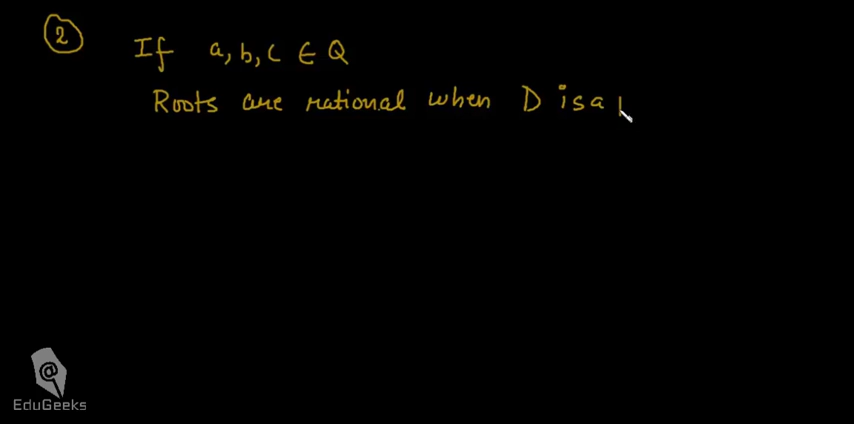 2
If a, b, c ∈ Q
Roots are rational when D is a
@
EduGeeks